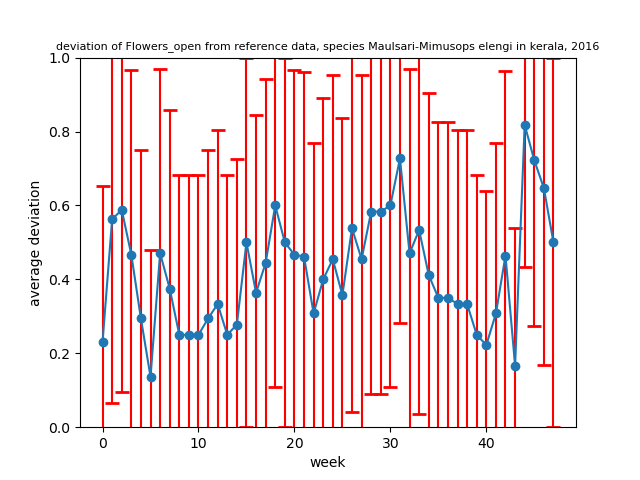 deviation of Flowers_open from reference data, species Maulsari-Mimusops elengi in kerala, 2016
1.0
0.8
0.6
0.4
0.2
0.0
average deviation
0 10 20 30 40
week